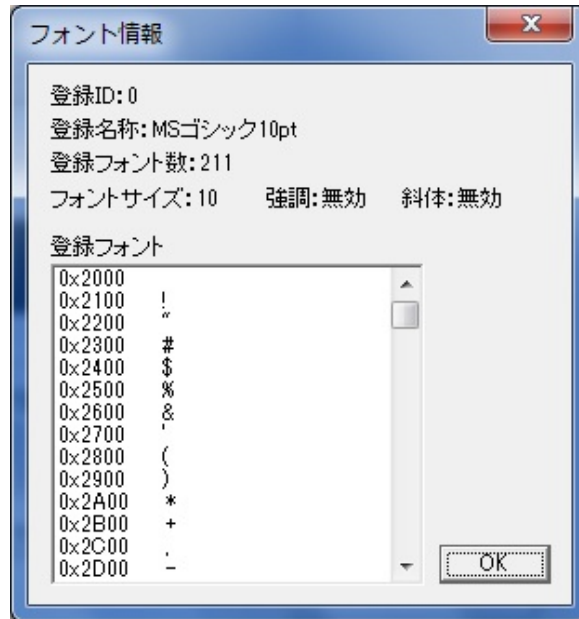 フォント情報
登録ID:0
登録名称:MSゴシック10pt
登録フォント数:211
フォントサイズ:10 強調:無効 斜体:無効
登録フォント
0x2000
0x2100 !
0x2200 "
0x2300 #
0x2400 $
0x2500 %
0x2600 &
0x2700 '
0x2800 (
0x2900 )
0x2A00 *
0x2B00 +
0x2C00 ,
0x2D00 -
OK